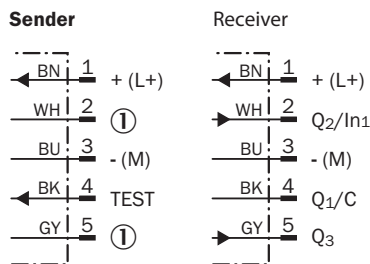 Sender Receiver
BN 1 + (L+) BN 1 + (L+)
WH 2 ① WH 2 Q2/In1
BU 3 - (M) BU 3 - (M)
BK 4 TEST BK 4 Q1/C
GY 5 ① GY 5 Q3